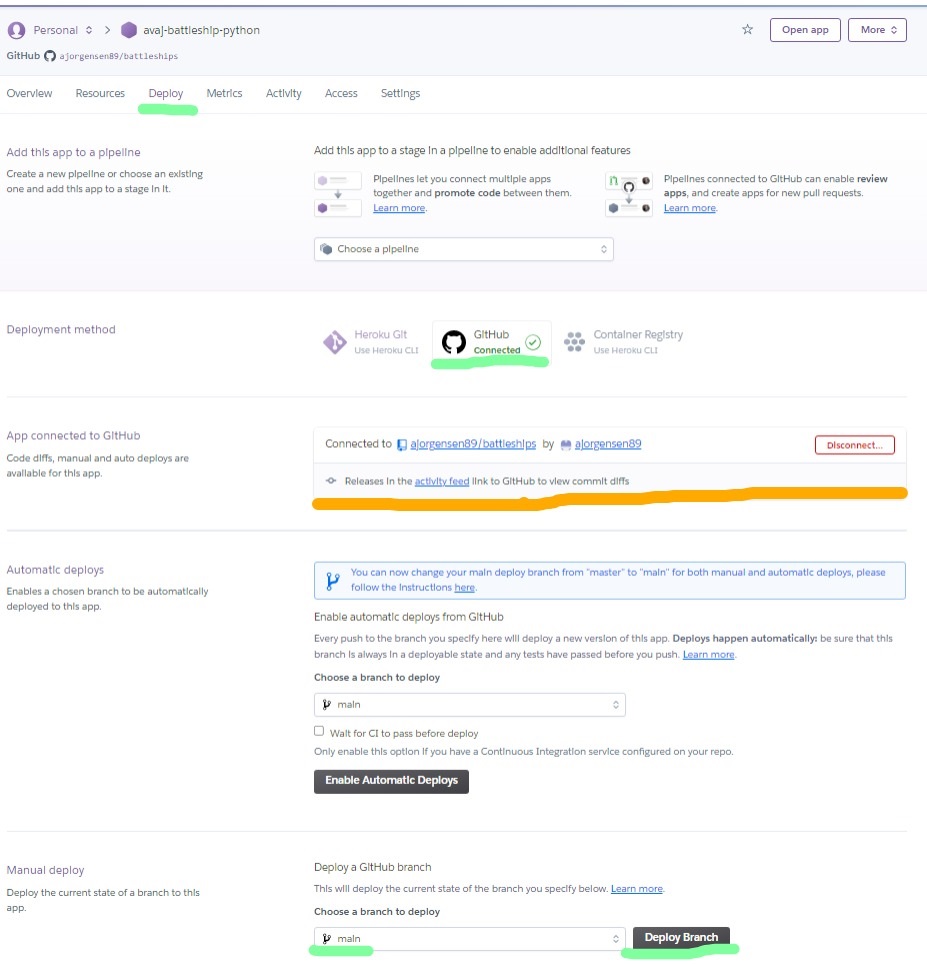 Personal
avaj-battleship-python
Open app
More
GitHub ajorgensen89/battleships
Overview Resources Deploy Metrics Activity Access Settings
Add this app to a pipeline
Create a new pipeline or choose an existing
one and add this app to a stage in it.
Add this app to a stage in a pipeline to enable additional features
Pipelines let you connect multiple apps
together and promote code between them.
Learn more.
Pipelines connected to GitHub can enable review
apps, and create apps for new pull requests.
Learn more.
Choose a pipeline
Deployment method
Heroku Git
Use Heroku CLI
GitHub
Connected
Container Registry
Use Heroku CLI
App connected to GitHub
Code diffs, manual and auto deploys are
available for this app.
Connected to ajorgensen89/battleships by ajorgensen89
Disconnect...
Releases in the activity feed link to GitHub to view commit diffs
Automatic deploys
Enables a chosen branch to be automatically
deployed to this app.
You can now change your main deploy branch from "master" to "main" for both manual and automatic deploys, please
follow the instructions here.
Enable automatic deploys from GitHub
Every push to the branch you specify here will deploy a new version of this app. Deploys happen automatically: be sure that this
branch is always in a deployable state and any tests have passed before you push. Learn more.
Choose a branch to deploy
main
Wait for CI to pass before deploy
Only enable this option if you have a Continuous Integration service configured on your repo.
Enable Automatic Deploys
Manual deploy
Deploy the current state of a branch to this
app.
Deploy a GitHub branch
This will deploy the current state of the branch you specify below. Learn more.
Choose a branch to deploy
main
Deploy Branch